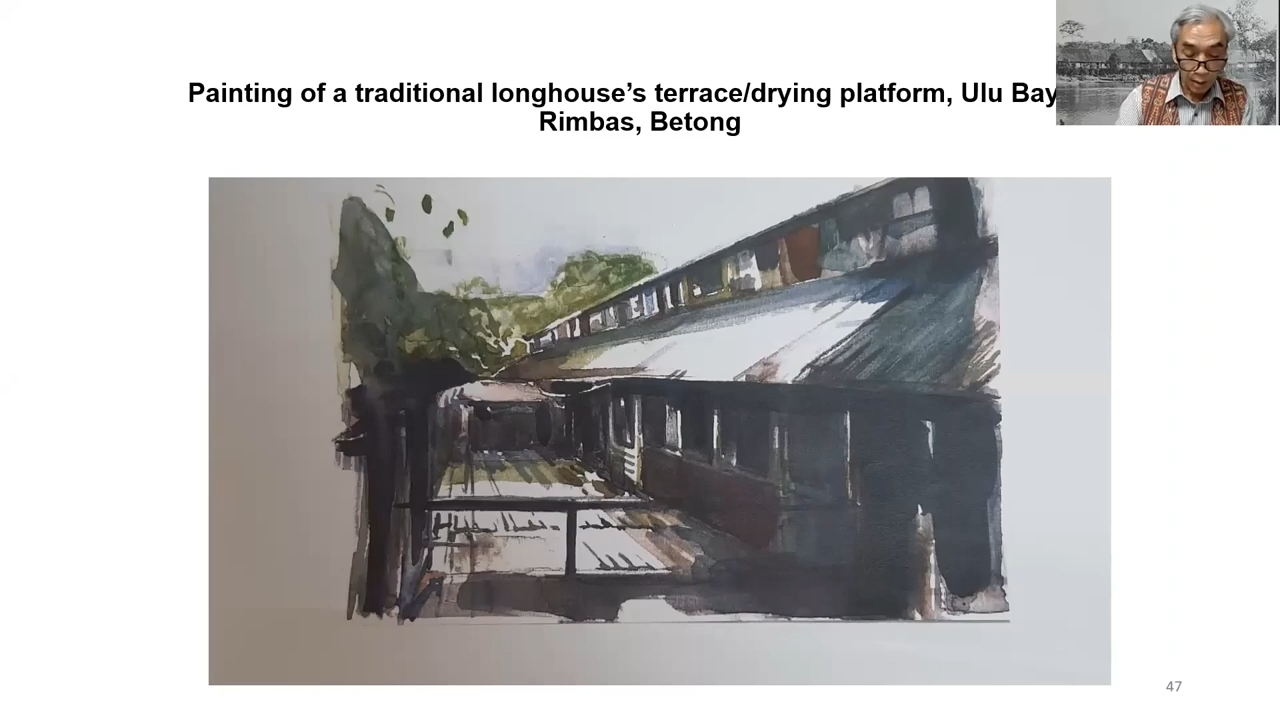 Painting of a traditional longhouse’s terrace/drying platform, Ulu Bay
Rimbas, Betong
47